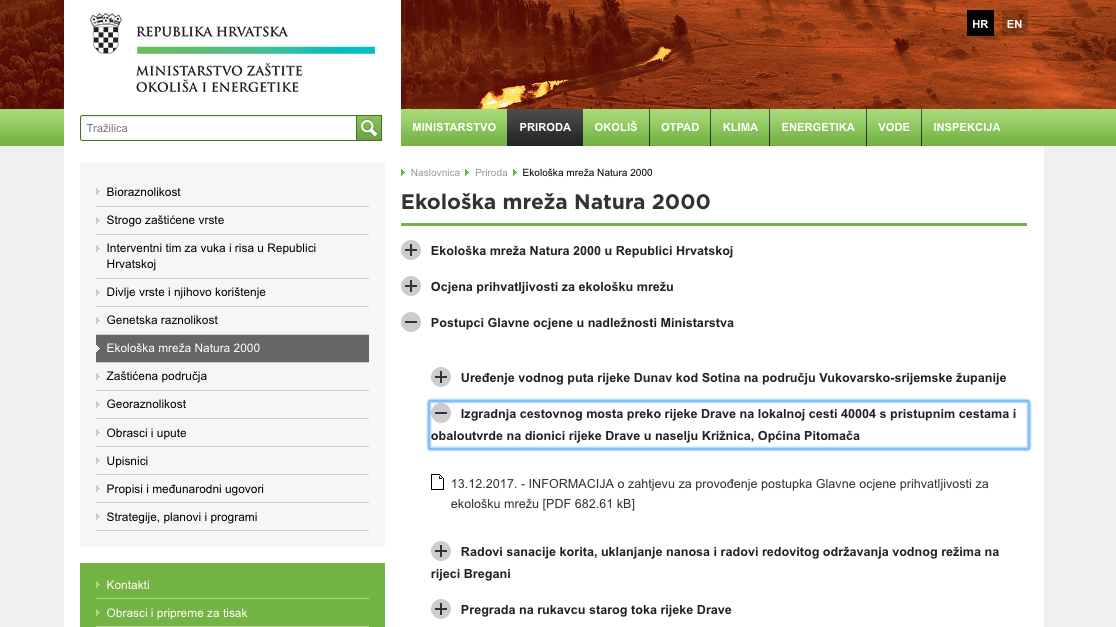 REPUBLIKA HRVATSKA
MINISTARSTVO ZAŠTITE
OKOLIŠA I ENERGETIKE
HR
EN
Tražilica
MINISTARSTVO
PRIRODA
OKOLIŠ
OTPAD
KLIMA
ENERGETIKA
VODE
INSPEKCIJA
Bioraznolikost
Strogo zaštićene vrste
Interventni tim za vuka i risa u Republici
Hrvatskoj
Divlje vrste i njihovo korištenje
Genetska raznolikost
Ekološka mreža Natura 2000
Zaštićena područja
Georaznolikost
Obrasci i upute
Upisnici
Propisi i međunarodni ugovori
Strategije, planovi i programi
Kontakti
Obrasci i pripreme za tisak
Naslovnica Priroda Ekološka mreža Natura 2000
Ekološka mreža Natura 2000
Ekološka mreža Natura 2000 u Republici Hrvatskoj
Ocjena prihvatljivosti za ekološku mrežu
Postupci Glavne ocjene u nadležnosti Ministarstva
Uređenje vodnog puta rijeke Dunav kod Sotina na području Vukovarsko-srijemske županije
Izgradnja cestovnog mosta preko rijeke Drave na lokalnoj cesti 40004 s pristupnim cestama i
obaloutvrde na dionici rijeke Drave u naselju Križnica, Općina Pitomača
13.12.2017. - INFORMACIJA o zahtjevu za provođenje postupka Glavne ocjene prihvatljivosti za
ekološku mrežu [PDF 682.61 kB]
Radovi sanacije korita, uklanjanje nanosa i radovi redovitog održavanja vodnog režima na
rijeci Bregani
Pregrada na rukavcu starog toka rijeke Drave